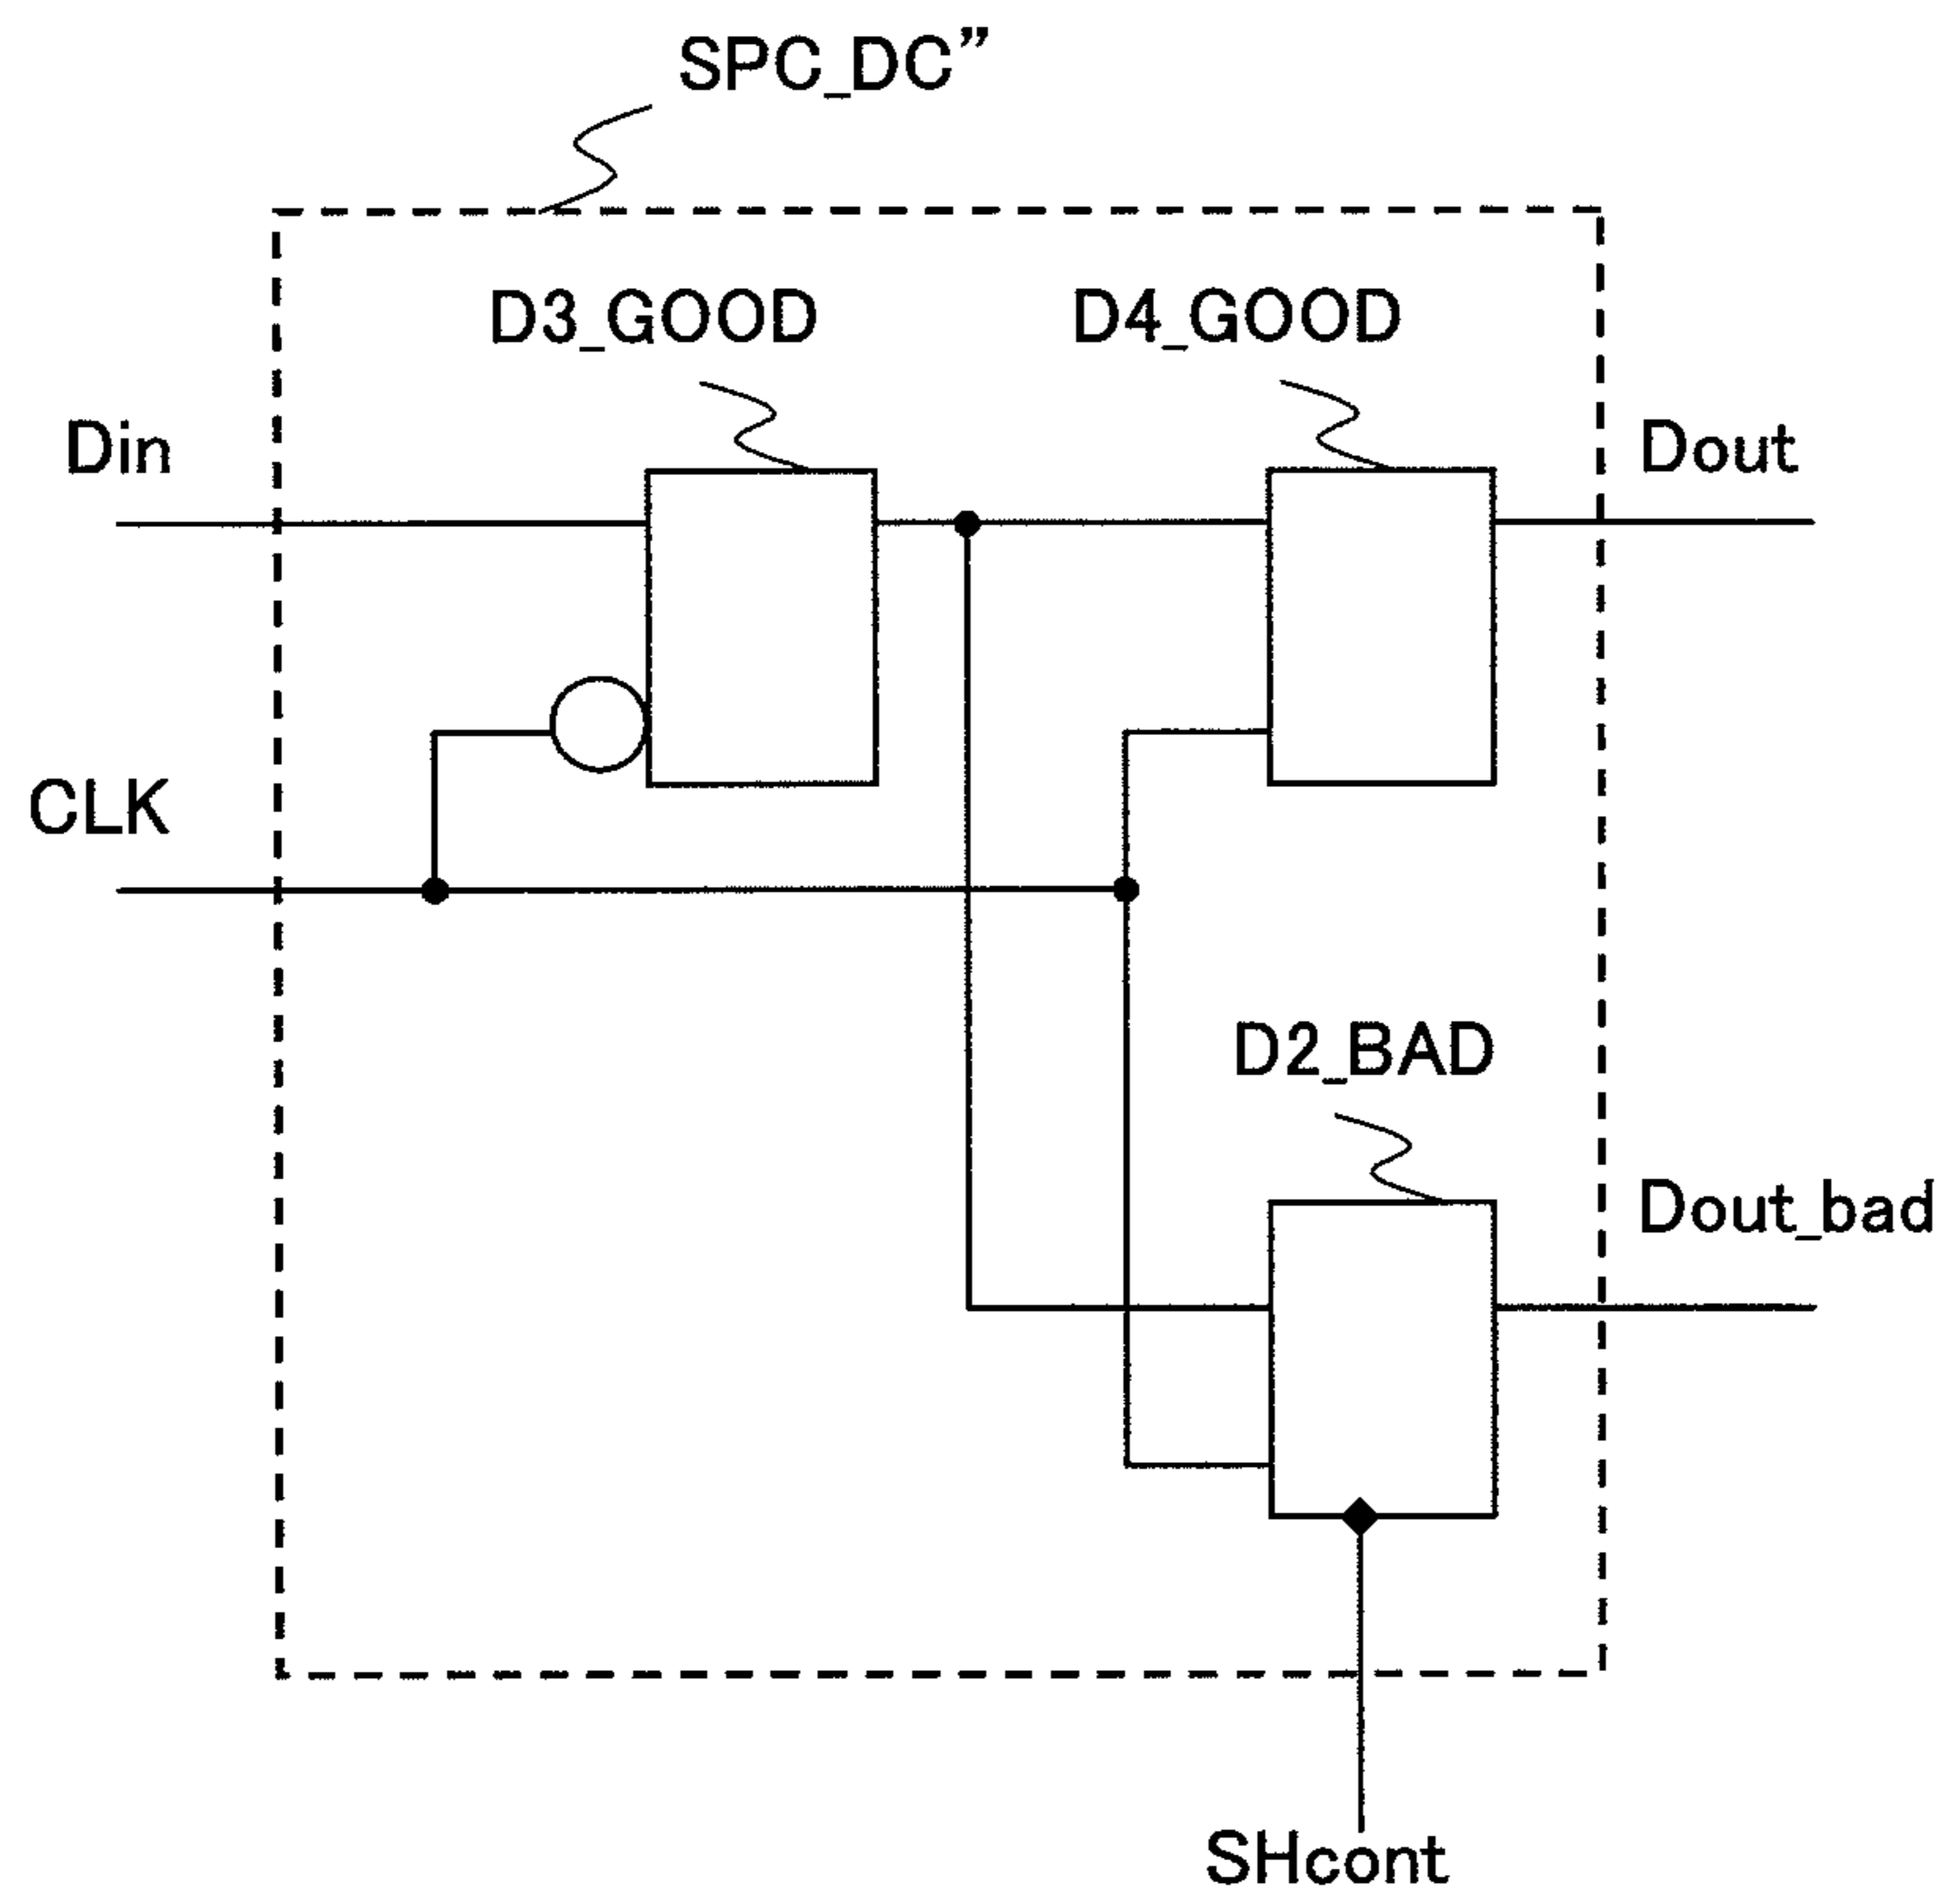 SPC_DC”
D3_GOOD
D4_GOOD
Din
Dout
CLK
D2_BAD
Dout_bad
SHcont